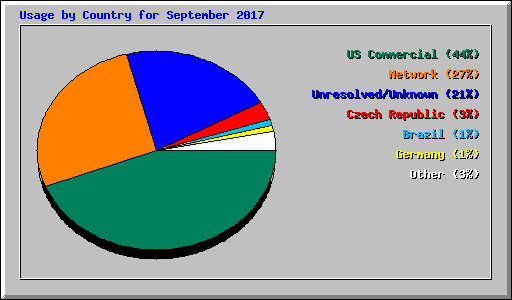 Usage by Country for September 2017
US Commercial (44%)
Network (27%)
Unresolved/Unknown (21%)
Czech Republic (3%)
Brazil (1%)
Germany (1%)
Other (3%)